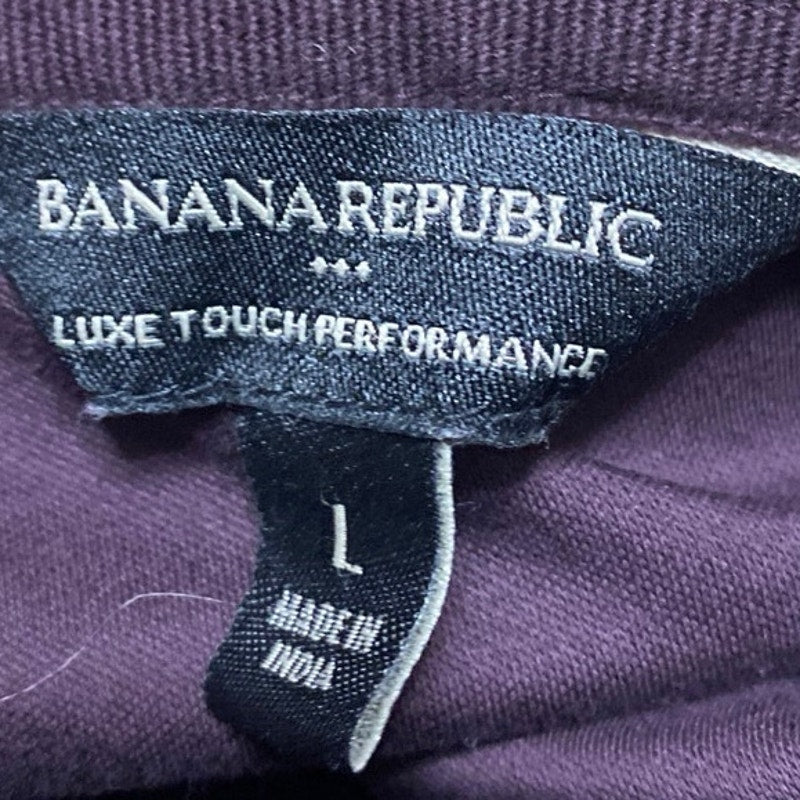 BANANA REPUBLIC
LUXE TOUCH PERFORMANCE
L
MADE IN
INDIA